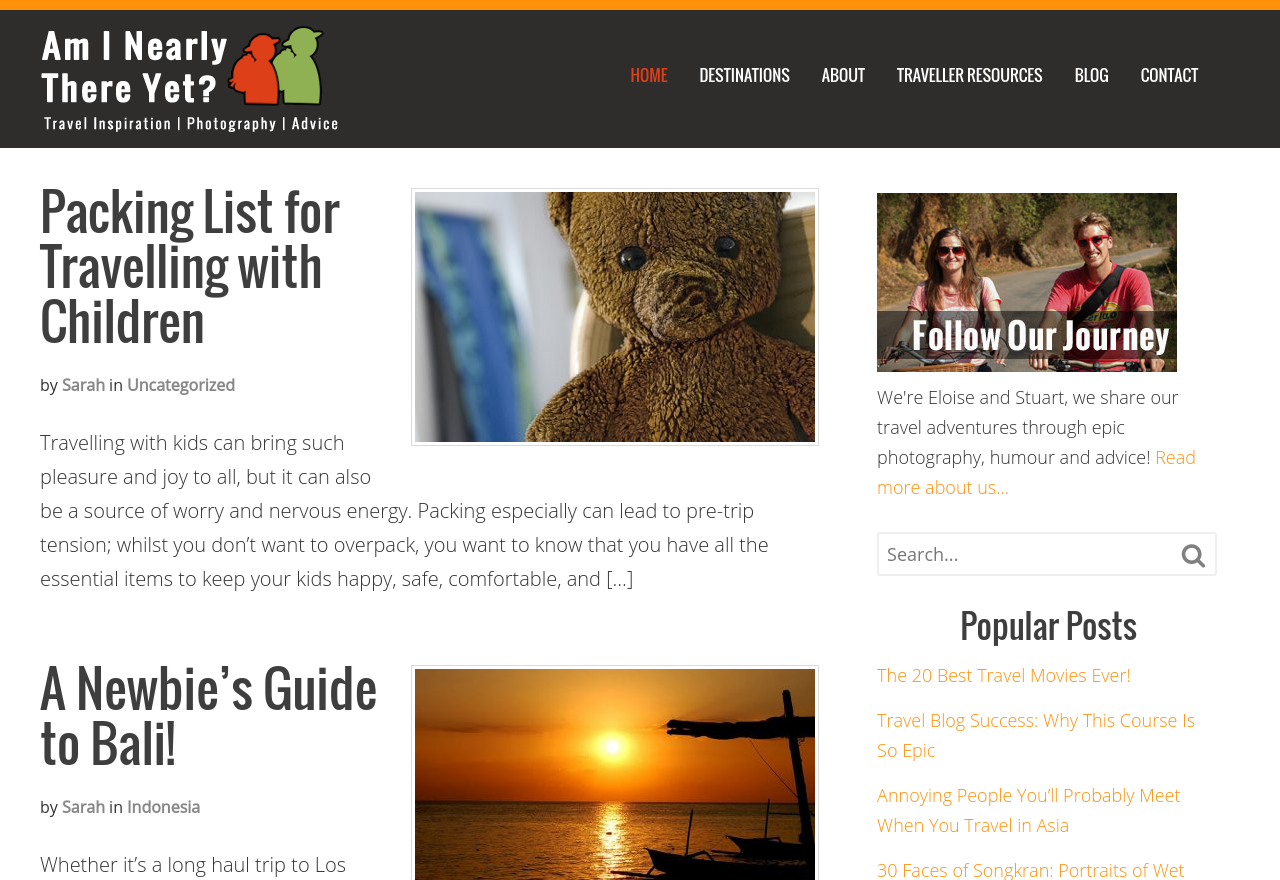 Am I Nearly
There Yet?
Travel Inspiration | Photography | Advice
HOME
DESTINATIONS
ABOUT
TRAVELLER RESOURCES
BLOG
CONTACT
Packing List for
Travelling with
Children
by Sarah in Uncategorized
Travelling with kids can bring such
pleasure and joy to all, but it can also
be a source of worry and nervous energy. Packing especially can lead to pre-trip
tension; whilst you don’t want to overpack, you want to know that you have all the
essential items to keep your kids happy, safe, comfortable, and […]
A Newbie’s Guide
to Bali!
by Sarah in Indonesia
Whether it’s a long haul trip to Los
Follow Our Journey
We're Eloise and Stuart, we share our
travel adventures through epic
photography, humour and advice! Read
more about us...
Search...
Popular Posts
The 20 Best Travel Movies Ever!
Travel Blog Success: Why This Course Is
So Epic
Annoying People You’ll Probably Meet
When You Travel in Asia
30 Faces of Songkran: Portraits of Wet